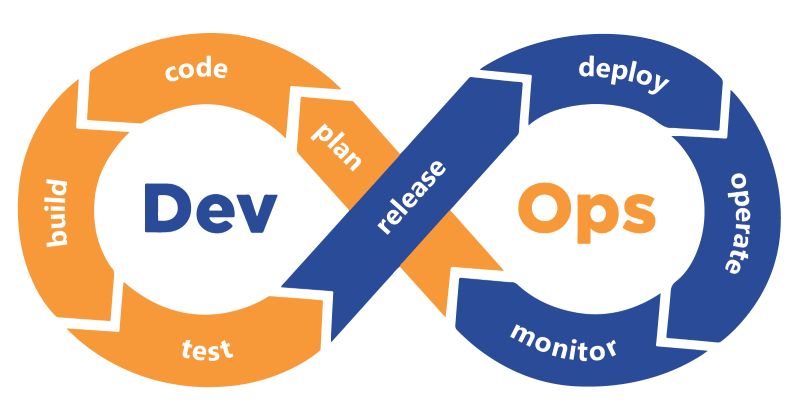 code
deploy
plan
build
Dev
release
Ops
operate
test
monitor